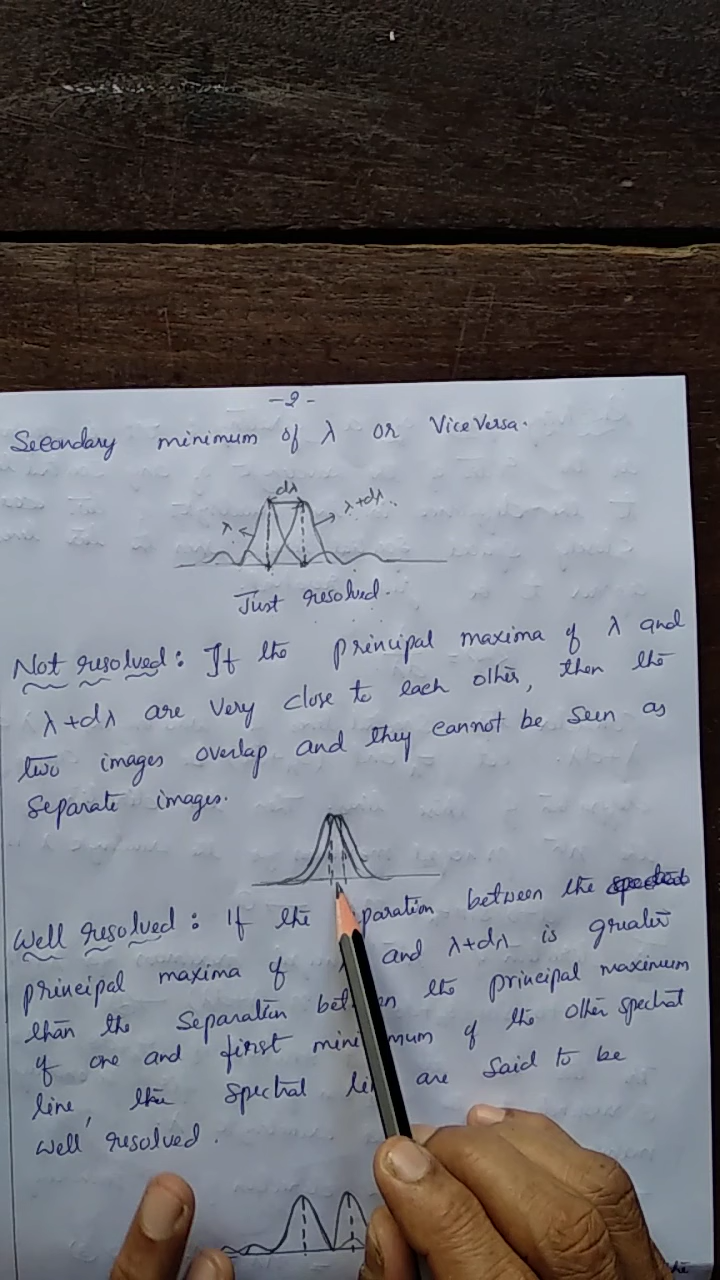 -2-
Secondary minimum of λ or Vice Versa.
dλ
λ
λ+dλ
Just resolved.
Not resolved: If the principal maxima of λ and
λ+dλ are very close to each other, then the
two images overlap and they cannot be seen as
separate images.
Well resolved: If the paration between the
principal maxima of and λ+dλ is greater
than the Separation between the principal maximum
of one and first minimum of the other spectral
line, the spectral are said to be
well resolved.